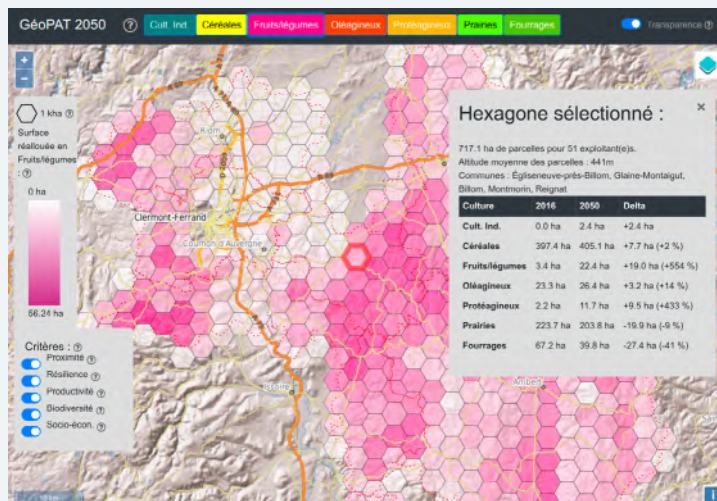 GéoPAT 2050
Cult. Ind.
Céréales
Fruits/légumes
Oléagineux
Protéagineux
Prairies
Fourrages
Transparence
+
−
1 kha
Surface
réallouée en
Fruits/légumes
:
0 ha
56.24 ha
Critères :
Proximité
Résilience
Productivité
Biodiversité
Socio-écon.
Riom
Clermont-Ferrand
Cournon d'Auvergne
Issoire
Ambert
10 km
Hexagone sélectionné :
×
717.1 ha de parcelles pour 51 exploitant(e)s.
Altitude moyenne des parcelles : 441m
Communes : Égliseneuve-près-Billom, Glaine-Montaigut,
Billom, Montmorin, Reignat
Culture 2016 2050 Delta
Cult. Ind. 0.0 ha 2.4 ha +2.4 ha
Céréales 397.4 ha 405.1 ha +7.7 ha (+2 %)
Fruits/légumes 3.4 ha 22.4 ha +19.0 ha (+554 %)
Oléagineux 23.3 ha 26.4 ha +3.2 ha (+14 %)
Protéagineux 2.2 ha 11.7 ha +9.5 ha (+433 %)
Prairies 223.7 ha 203.8 ha -19.9 ha (-9 %)
Fourrages 67.2 ha 39.8 ha -27.4 ha (-41 %)